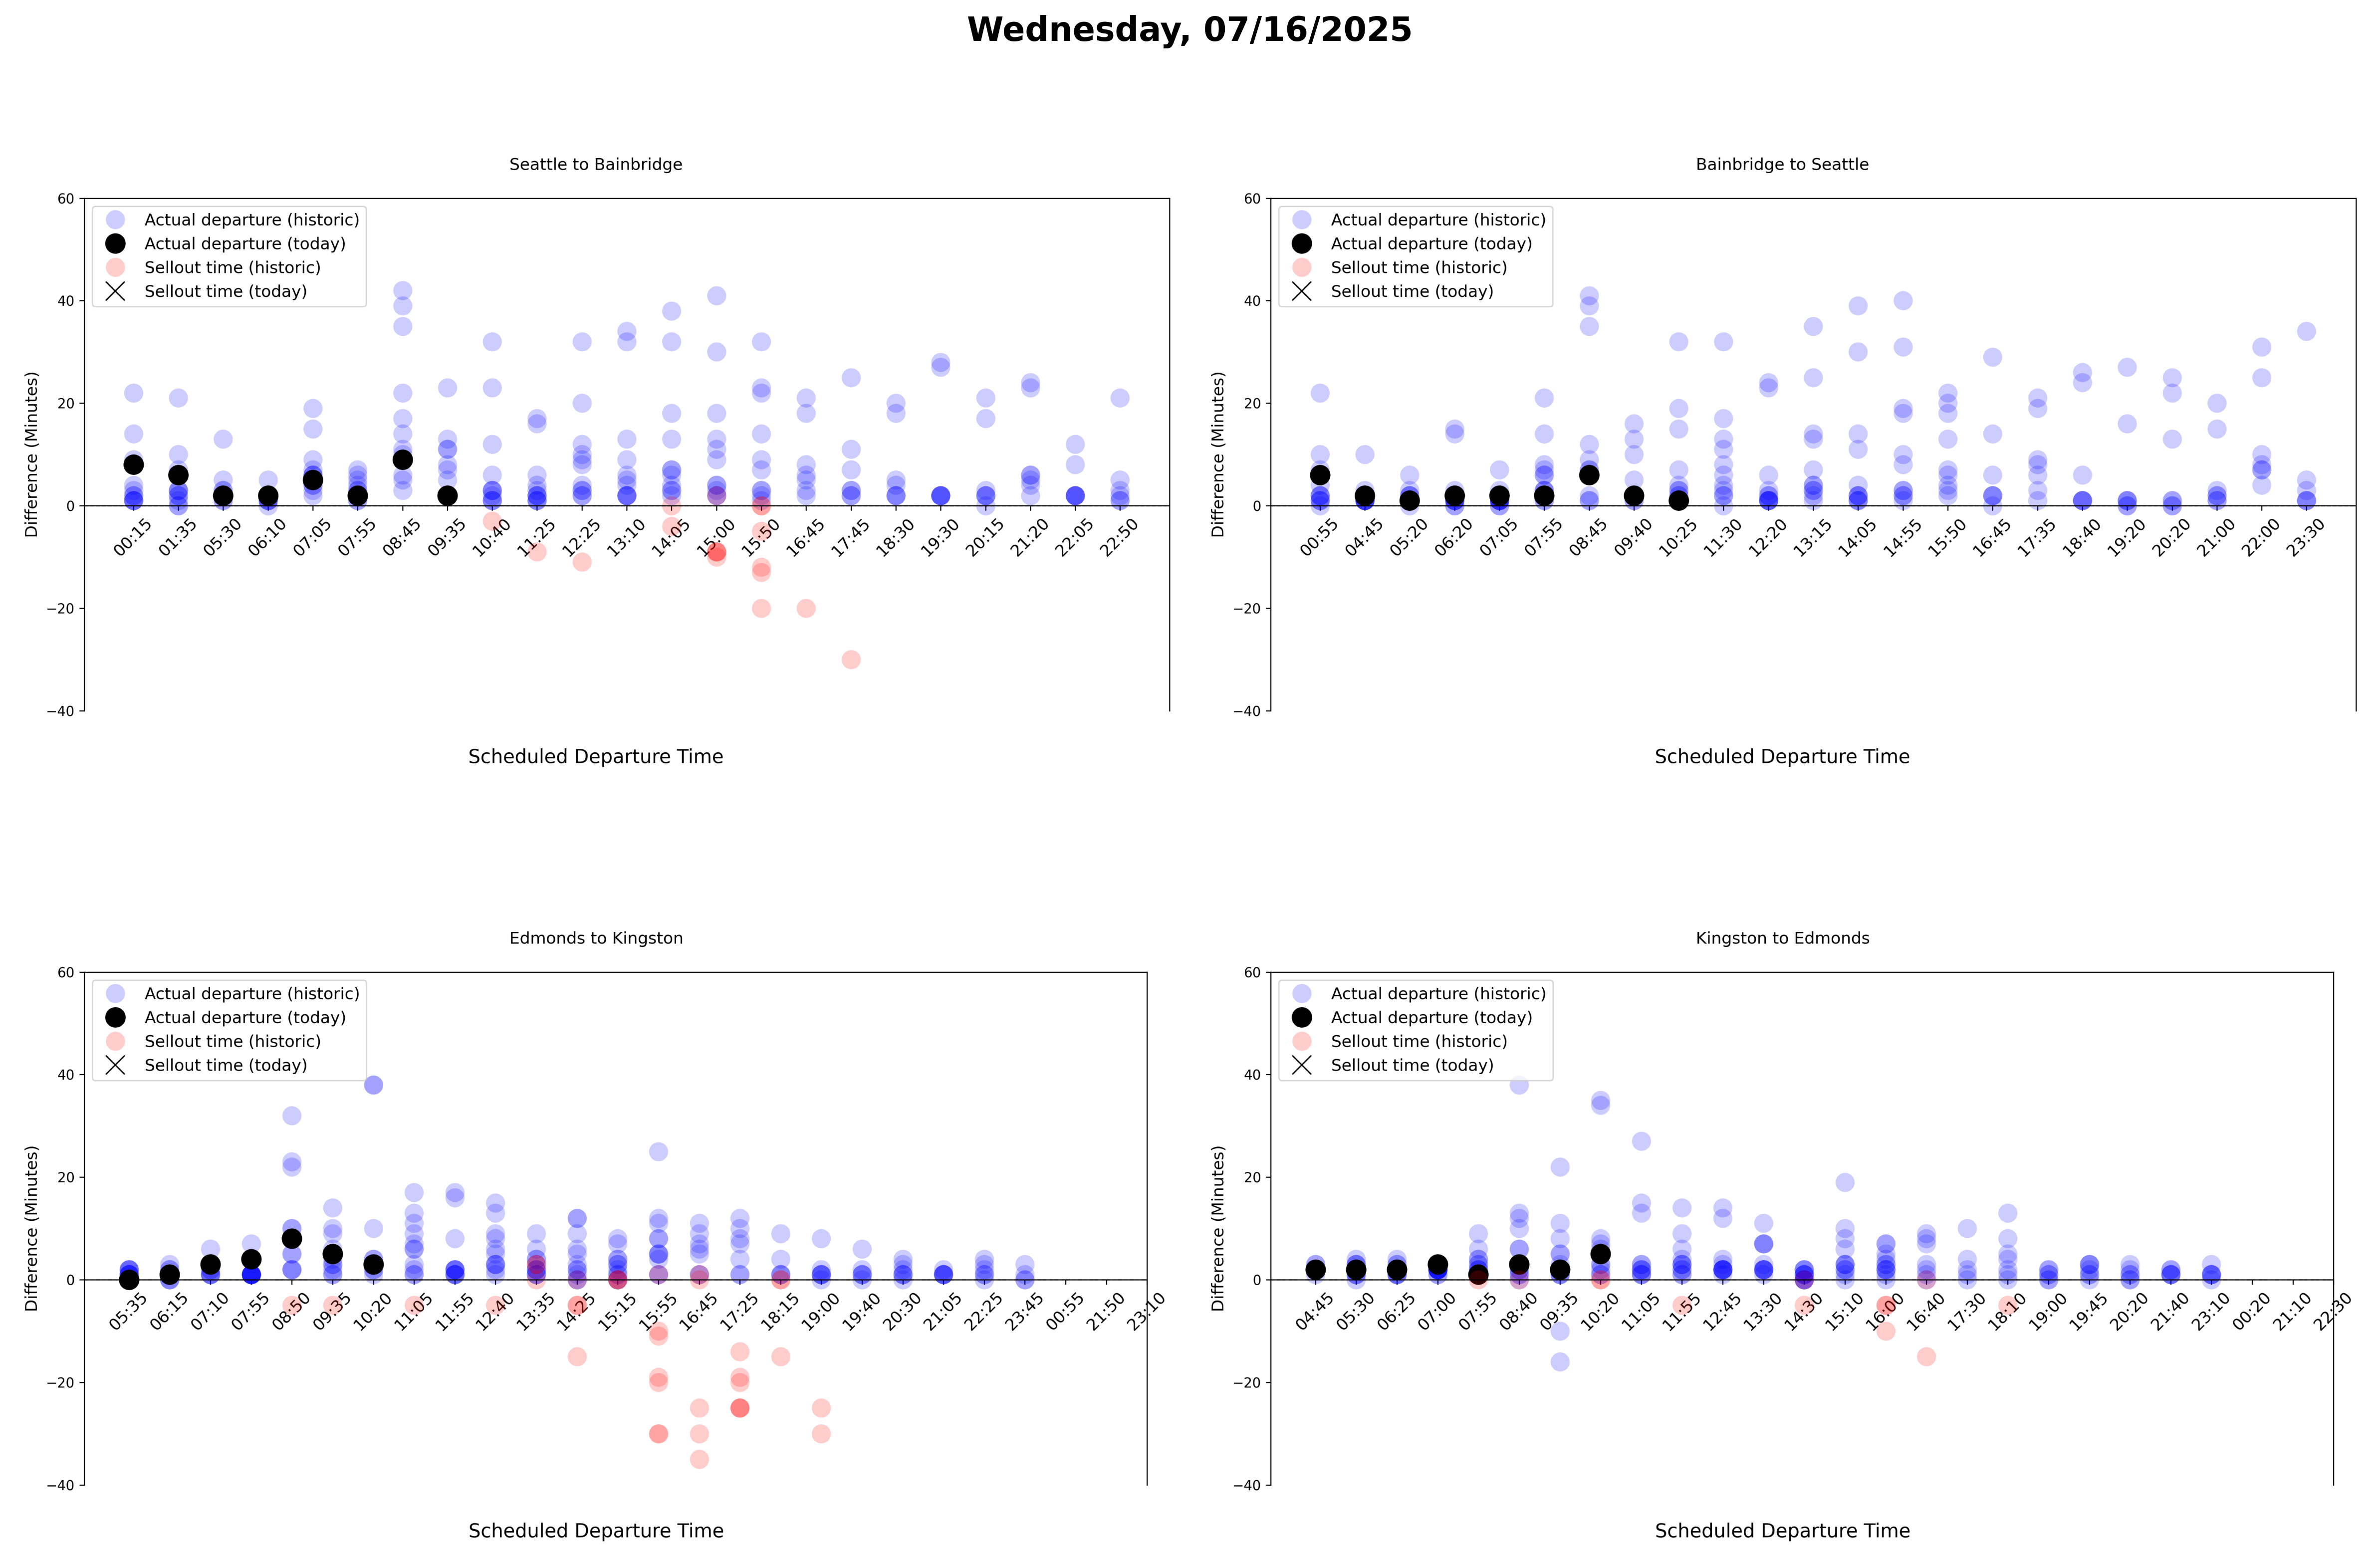 Wednesday, 07/16/2025
Seattle to Bainbridge
60
40
20
0
−20
−40
Difference (Minutes)
Actual departure (historic)
Actual departure (today)
Sellout time (historic)
Sellout time (today)
00:15 01:35 05:30 06:10 07:05 07:55 08:45 09:35 10:40 11:25 12:25 13:10 14:05 15:00 15:50 16:45 17:45 18:30 19:30 20:15 21:20 22:05 22:50
Scheduled Departure Time
Bainbridge to Seattle
60
40
20
0
−20
−40
Difference (Minutes)
Actual departure (historic)
Actual departure (today)
Sellout time (historic)
Sellout time (today)
00:55 04:45 05:20 06:20 07:05 07:55 08:45 09:40 10:25 11:30 12:20 13:15 14:05 14:55 15:50 16:45 17:35 18:40 19:20 20:20 21:00 22:00 23:30
Scheduled Departure Time
Edmonds to Kingston
60
40
20
0
−20
−40
Difference (Minutes)
Actual departure (historic)
Actual departure (today)
Sellout time (historic)
Sellout time (today)
05:35 06:15 07:10 07:55 08:50 09:35 10:20 11:05 11:55 12:40 13:35 14:25 15:15 15:55 16:45 17:25 18:15 19:00 19:40 20:30 21:05 22:25 23:45 00:55 21:50 23:10
Scheduled Departure Time
Kingston to Edmonds
60
40
20
0
−20
−40
Difference (Minutes)
Actual departure (historic)
Actual departure (today)
Sellout time (historic)
Sellout time (today)
04:45 05:30 06:25 07:00 07:55 08:40 09:35 10:20 11:05 11:55 12:45 13:30 14:30 15:10 16:00 16:40 17:30 18:10 19:00 19:45 20:20 21:40 23:10 00:20 21:10 22:30
Scheduled Departure Time